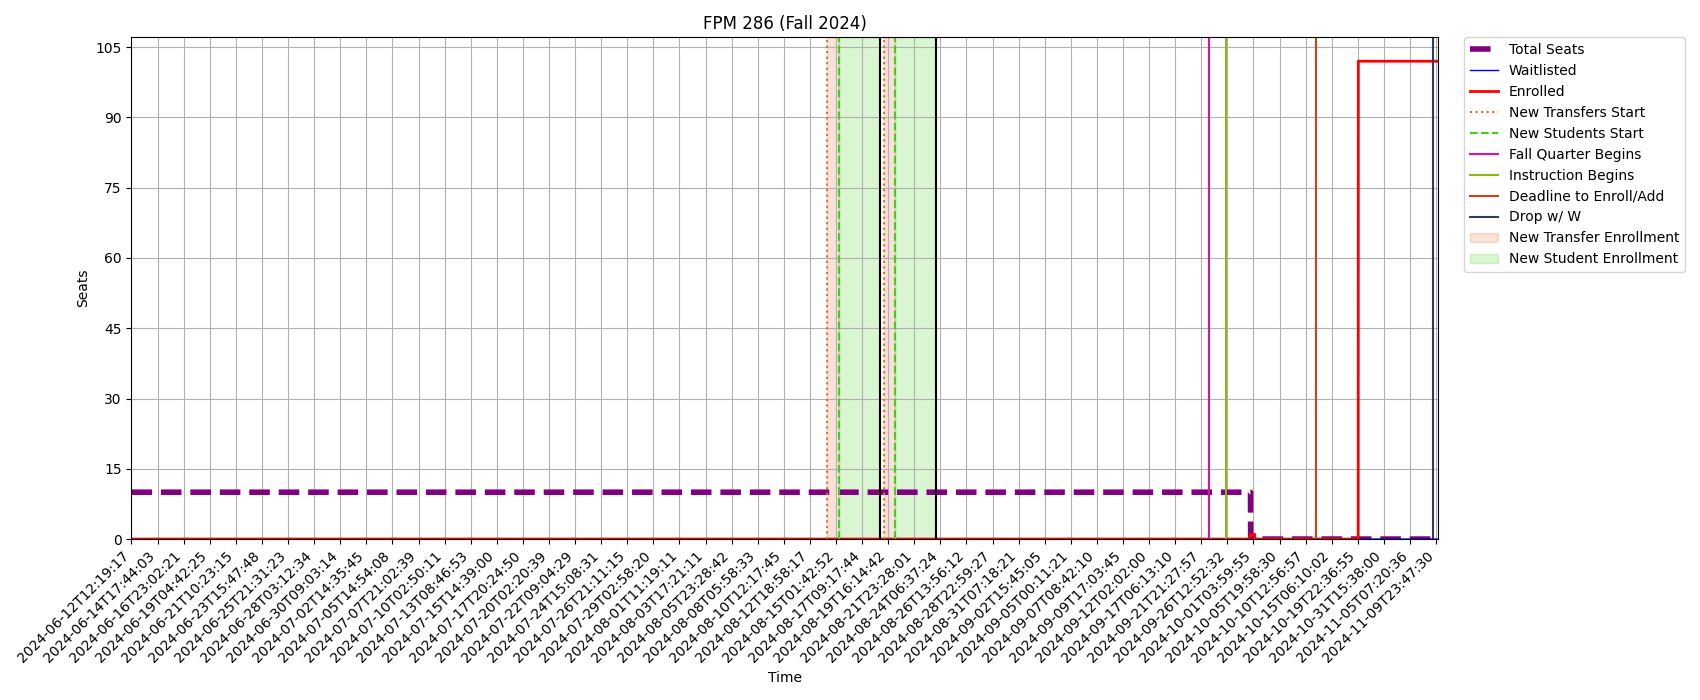 FPM 286 (Fall 2024)
105
90
75
60
45
30
15
0
Seats
2024-06-12T12:19:17
2024-06-14T17:44:03
2024-06-16T23:02:21
2024-06-19T04:42:25
2024-06-21T10:23:15
2024-06-23T15:47:48
2024-06-25T21:31:23
2024-06-28T03:12:34
2024-06-30T09:03:14
2024-07-02T14:35:45
2024-07-05T14:54:08
2024-07-07T21:02:39
2024-07-10T02:50:11
2024-07-13T08:46:53
2024-07-15T14:39:00
2024-07-17T20:24:50
2024-07-20T02:20:39
2024-07-22T09:04:29
2024-07-24T15:08:31
2024-07-26T21:11:15
2024-07-29T02:58:20
2024-08-01T11:19:11
2024-08-03T17:21:11
2024-08-05T23:28:42
2024-08-08T05:58:33
2024-08-10T12:17:45
2024-08-12T18:58:17
2024-08-15T01:42:52
2024-08-17T09:17:44
2024-08-19T16:14:42
2024-08-21T23:28:01
2024-08-24T06:37:24
2024-08-26T13:56:12
2024-08-28T22:59:27
2024-08-31T07:18:21
2024-09-02T15:45:05
2024-09-05T00:11:21
2024-09-07T08:42:10
2024-09-09T17:03:45
2024-09-12T02:02:00
2024-09-17T06:13:10
2024-09-21T21:27:57
2024-09-26T12:52:32
2024-10-01T03:59:55
2024-10-05T19:58:30
2024-10-10T12:56:57
2024-10-15T06:10:02
2024-10-19T22:36:55
2024-10-31T15:38:00
2024-11-05T07:20:36
2024-11-09T23:47:30
Time
Total Seats
Waitlisted
Enrolled
New Transfers Start
New Students Start
Fall Quarter Begins
Instruction Begins
Deadline to Enroll/Add
Drop w/ W
New Transfer Enrollment
New Student Enrollment